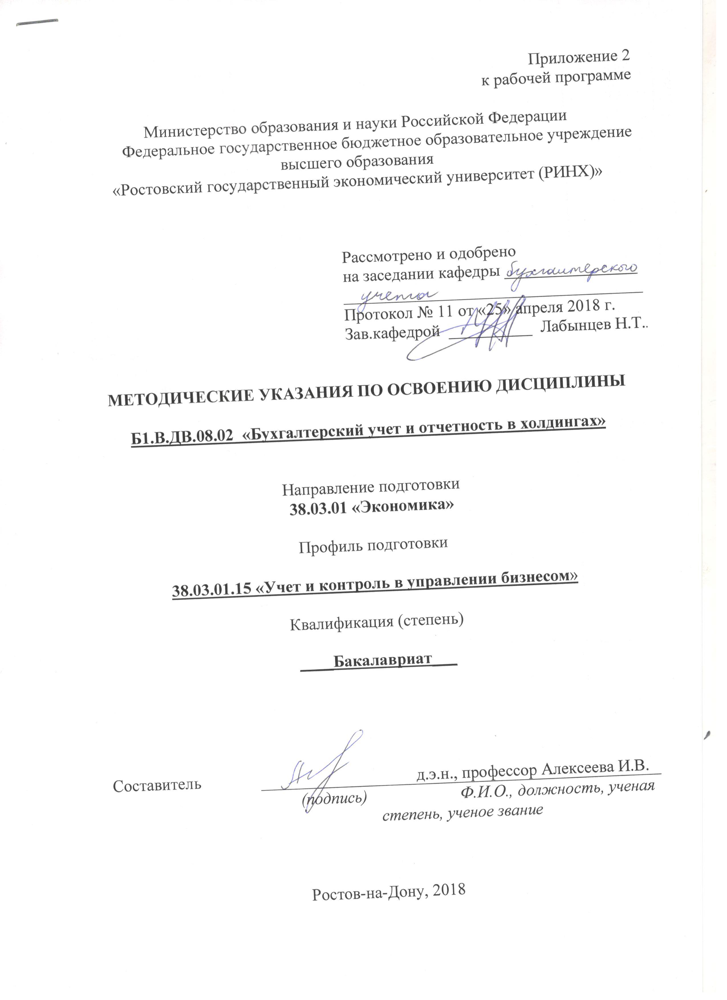 Приложение 2
к рабочей программе
Министерство образования и науки Российской Федерации
Федеральное государственное бюджетное образовательное учреждение
высшего образования
«Ростовский государственный экономический университет (РИНХ)»
Рассмотрено и одобрено
на заседании кафедры бухгалтерского
учета
Протокол № 11 от «25» апреля 2018 г.
Зав.кафедрой Лабынцев Н.Т..
МЕТОДИЧЕСКИЕ УКАЗАНИЯ ПО ОСВОЕНИЮ ДИСЦИПЛИНЫ
Б1.В.ДВ.08.02 «Бухгалтерский учет и отчетность в холдингах»
Направление подготовки
38.03.01 «Экономика»
Профиль подготовки
38.03.01.15 «Учет и контроль в управлении бизнесом»
Квалификация (степень)
Бакалавриат
Составитель д.э.н., профессор Алексеева И.В.
(подпись) Ф.И.О., должность, ученая
степень, ученое звание
Ростов-на-Дону, 2018